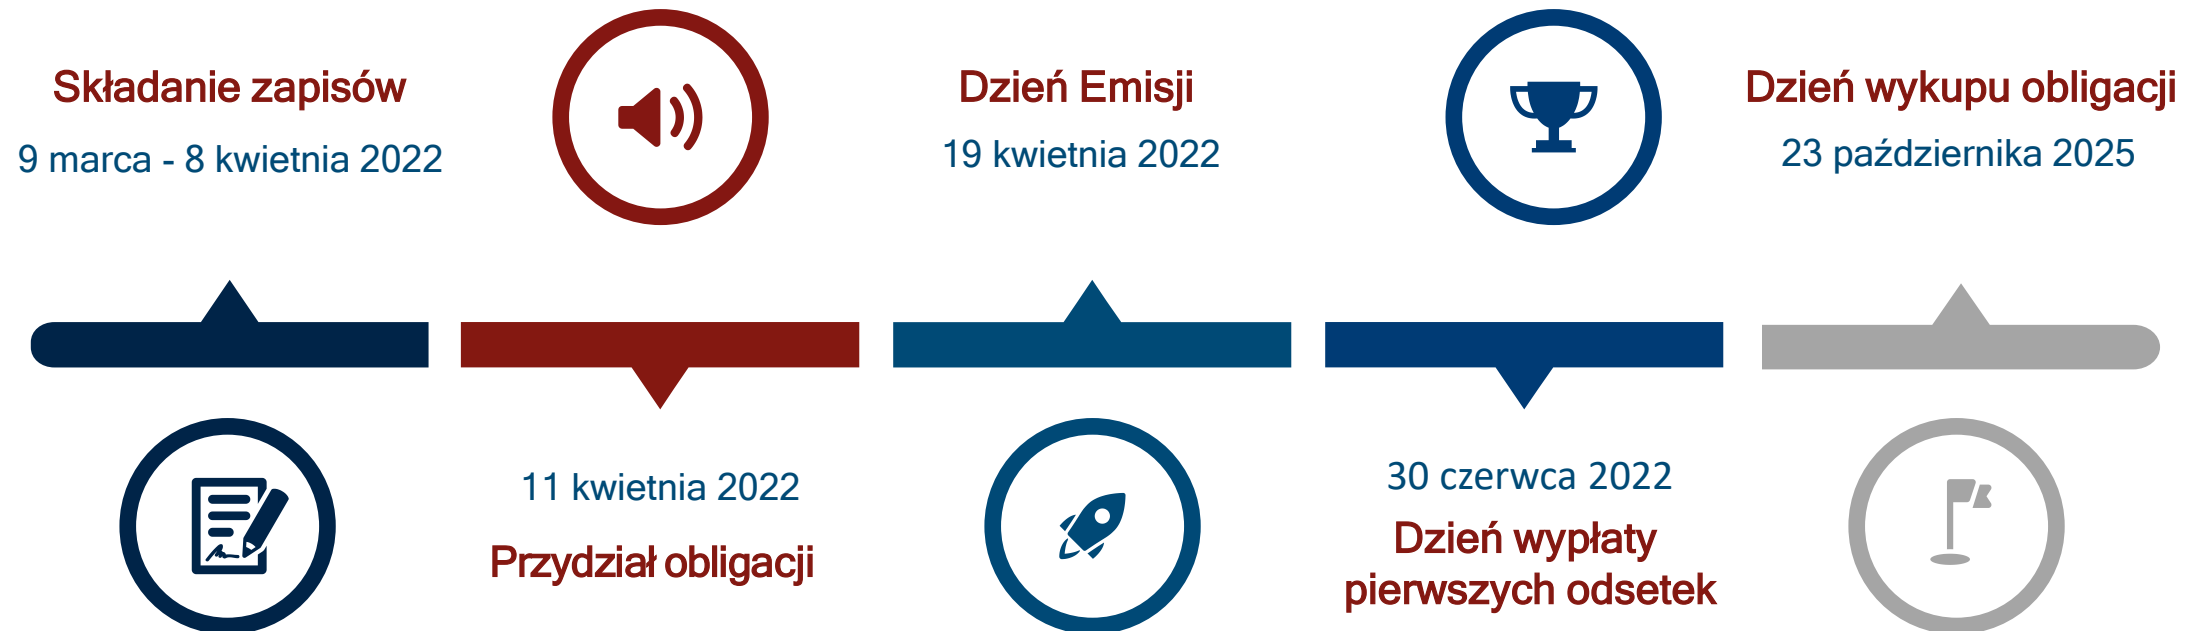 Składanie zapisów
9 marca - 8 kwietnia 2022
11 kwietnia 2022
Przydział obligacji
Dzień Emisji
19 kwietnia 2022
30 czerwca 2022
Dzień wypłaty
pierwszych odsetek
Dzień wykupu obligacji
23 października 2025